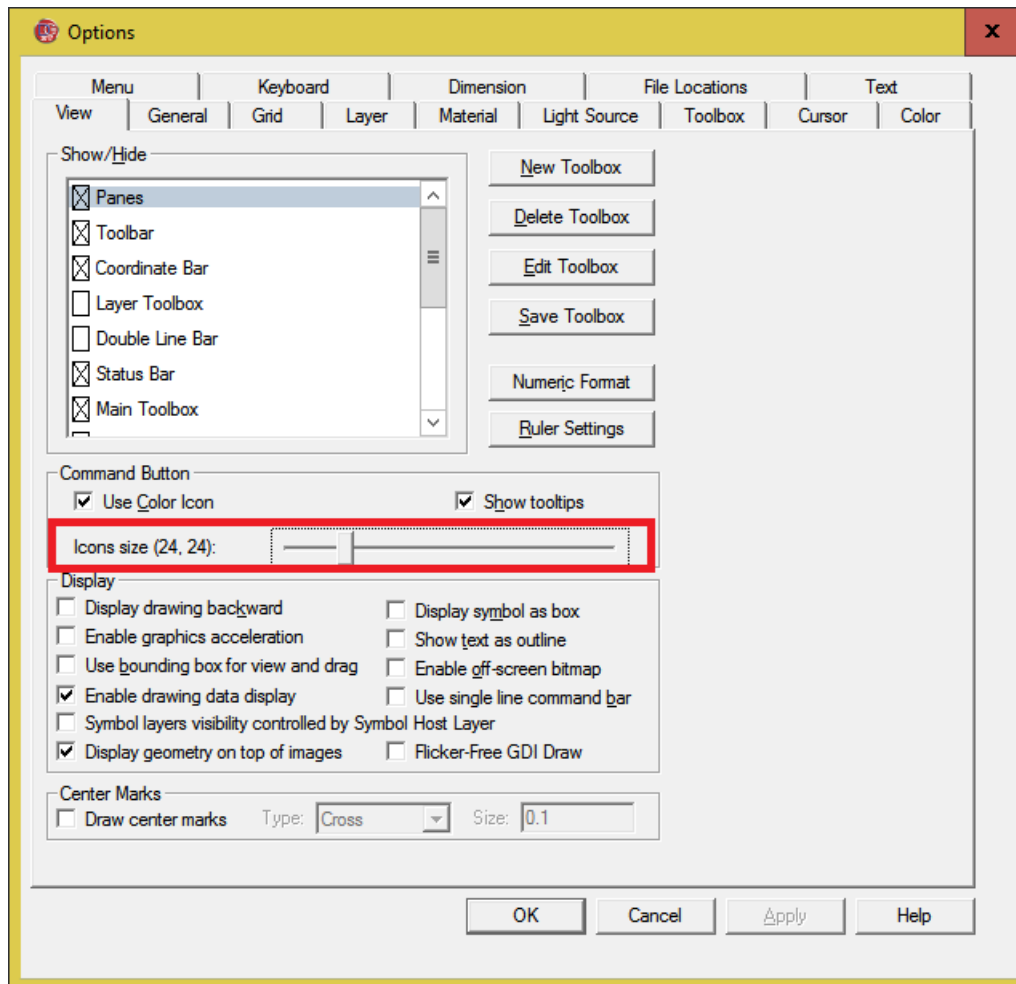 Options
x
Menu Keyboard Dimension File Locations Text
View General Grid Layer Material Light Source Toolbox Cursor Color
Show/Hide
Panes
Toolbar
Coordinate Bar
Layer Toolbox
Double Line Bar
Status Bar
Main Toolbox
New Toolbox
Delete Toolbox
Edit Toolbox
Save Toolbox
Numeric Format
Ruler Settings
Command Button
Use Color Icon Show tooltips
Icons size (24, 24):
Display
Display drawing backward Display symbol as box
Enable graphics acceleration Show text as outline
Use bounding box for view and drag Enable off-screen bitmap
Enable drawing data display Use single line command bar
Symbol layers visibility controlled by Symbol Host Layer
Display geometry on top of images Flicker-Free GDI Draw
Center Marks
Draw center marks Type: Cross Size: 0.1
OK Cancel Apply Help